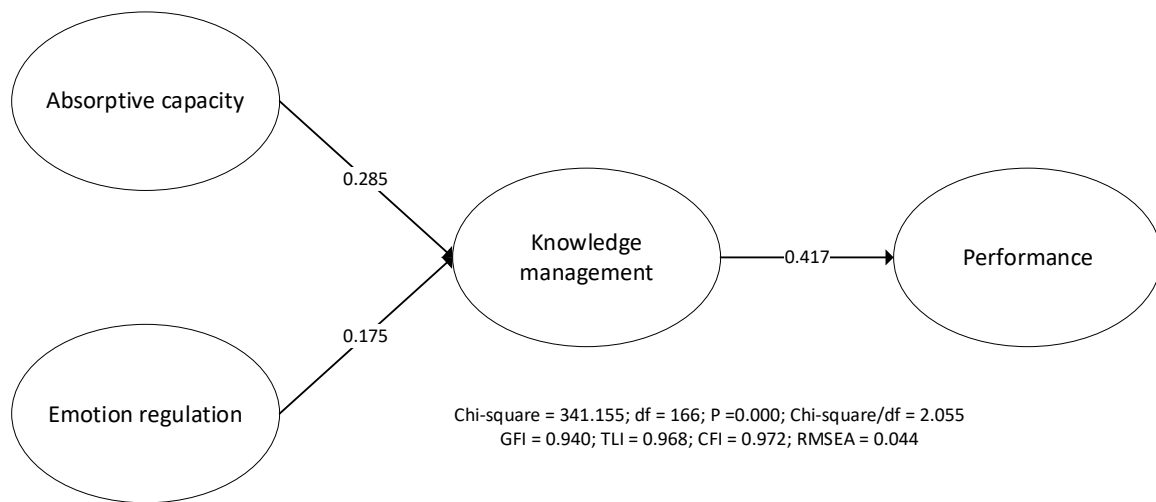 Absorptive capacity
0.285
Knowledge
management
0.417
Performance
0.175
Emotion regulation
Chi-square = 341.155; df = 166; P =0.000; Chi-square/df = 2.055
GFI = 0.940; TLI = 0.968; CFI = 0.972; RMSEA = 0.044